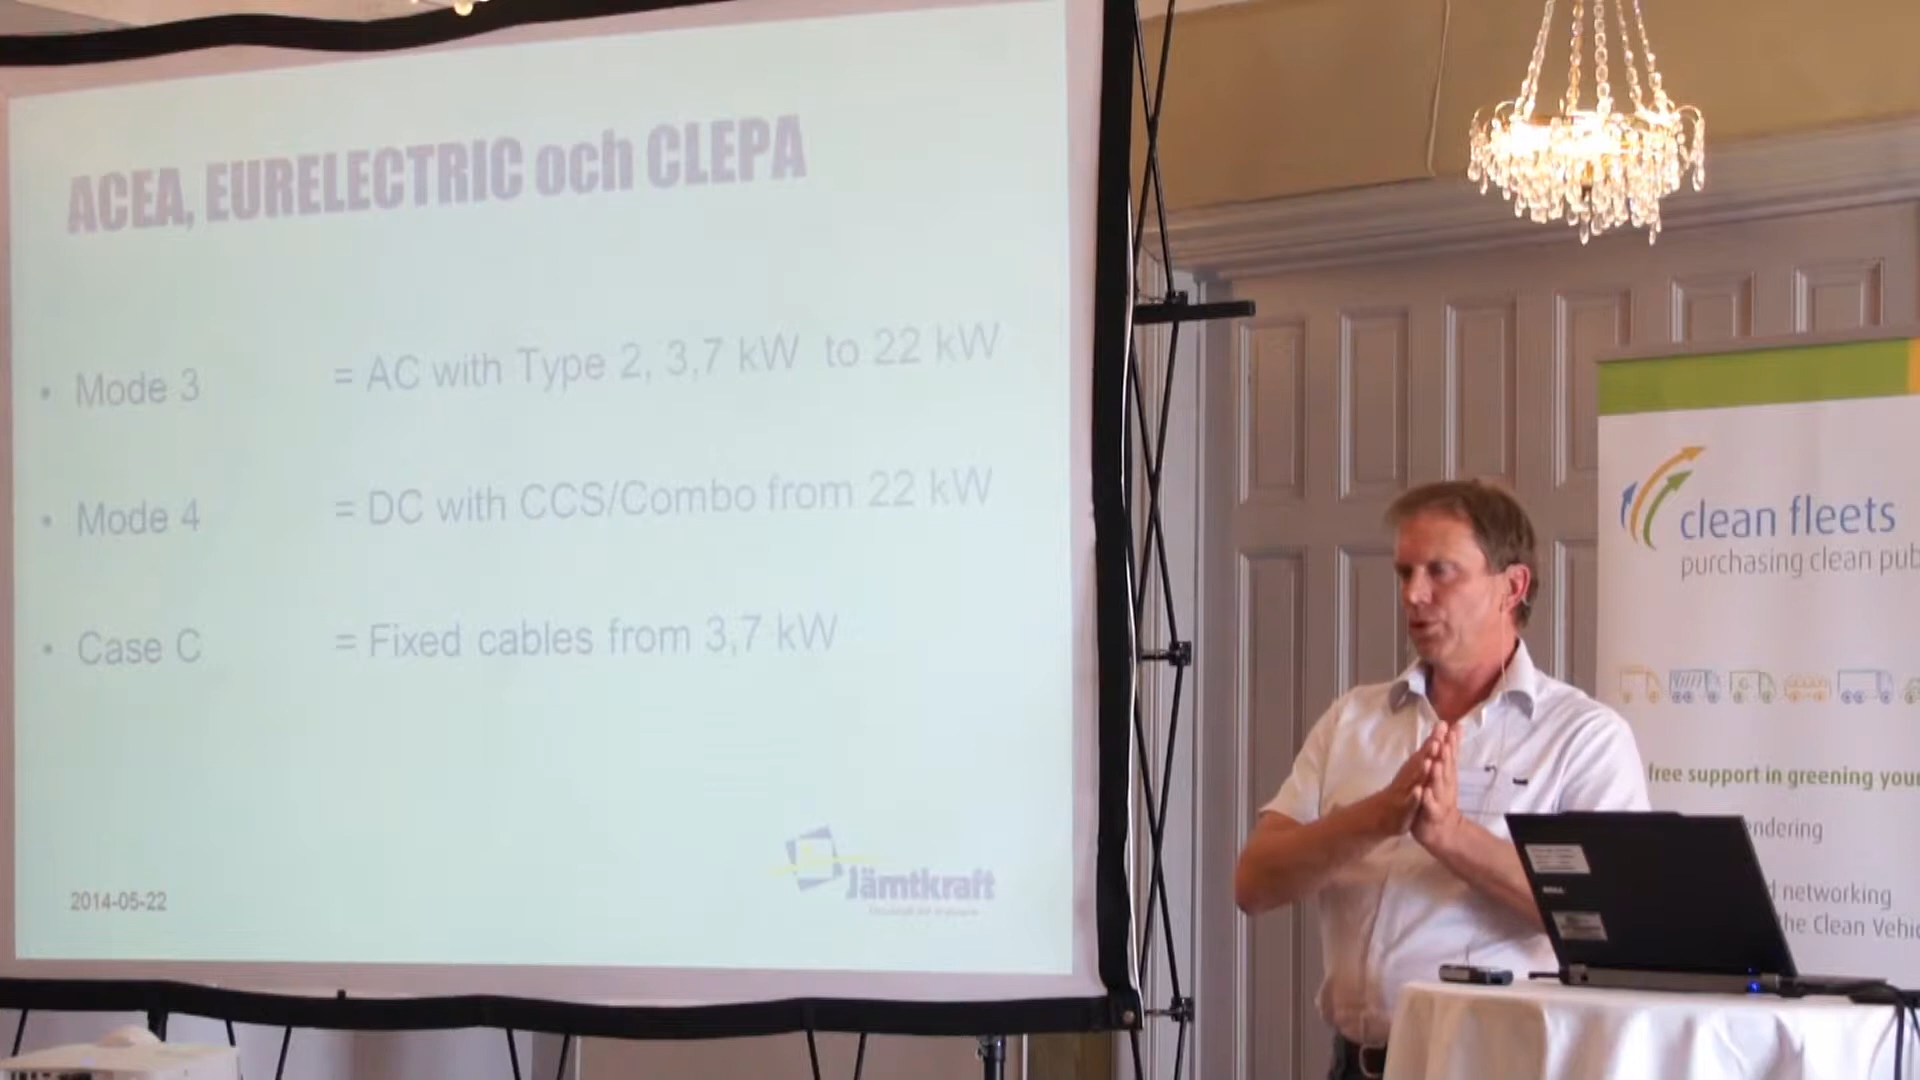 ACEA, EURELECTRIC och CLEPA
• Mode 3 = AC with Type 2, 3,7 kW to 22 kW
• Mode 4 = DC with CCS/Combo from 22 kW
• Case C = Fixed cables from 3,7 kW
2014-05-22
Jämtkraft
clean fleets
purchasing clean pub
free support in greening your
endering
d networking
the Clean Vehic